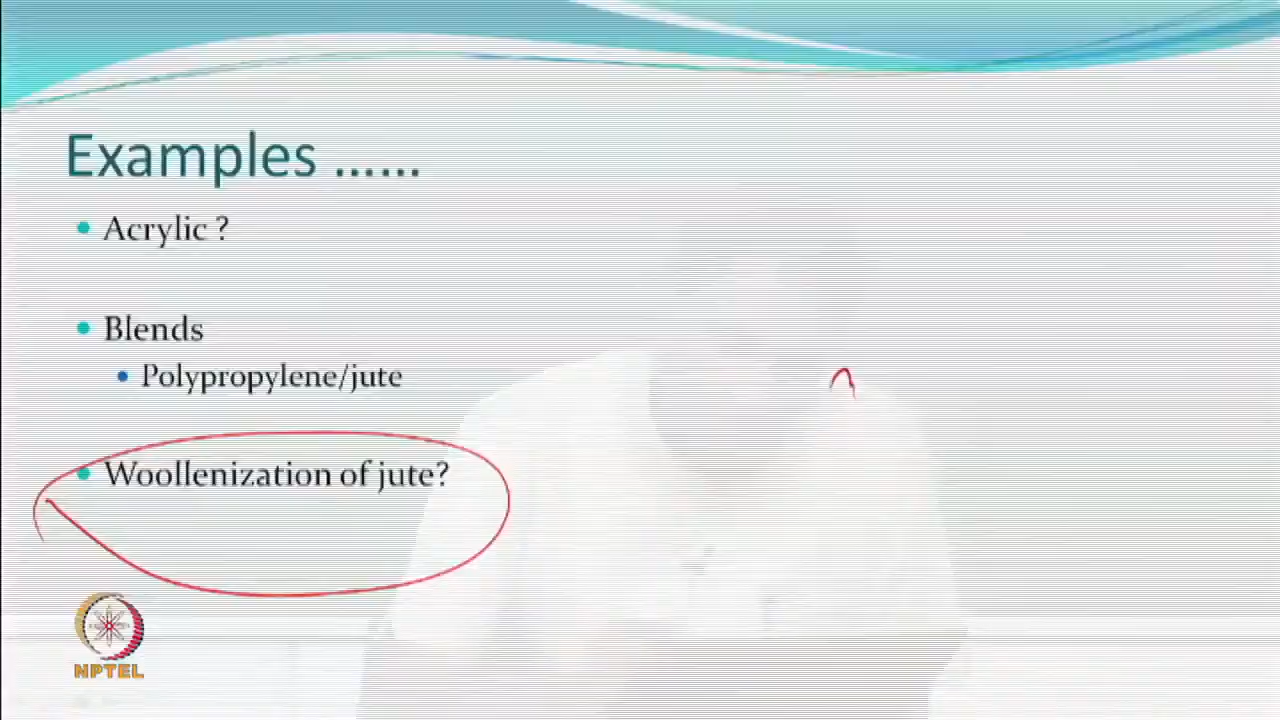 Examples ......
Acrylic ?
Blends
Polypropylene/jute
Woollenization of jute?
NPTEL